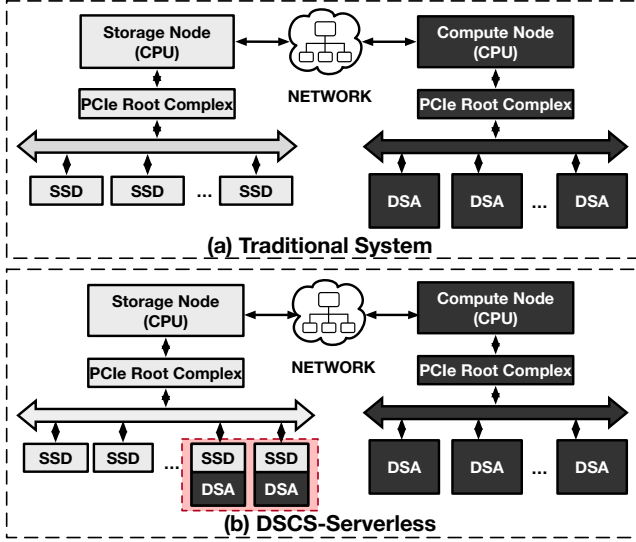 Storage Node
(CPU)
NETWORK
Compute Node
(CPU)
PCIe Root Complex
PCIe Root Complex
SSD SSD ... SSD
DSA DSA ... DSA
(a) Traditional System
Storage Node
(CPU)
NETWORK
Compute Node
(CPU)
PCIe Root Complex
PCIe Root Complex
SSD SSD ... SSD SSD
DSA DSA
DSA DSA ... DSA
(b) DSCS-Serverless